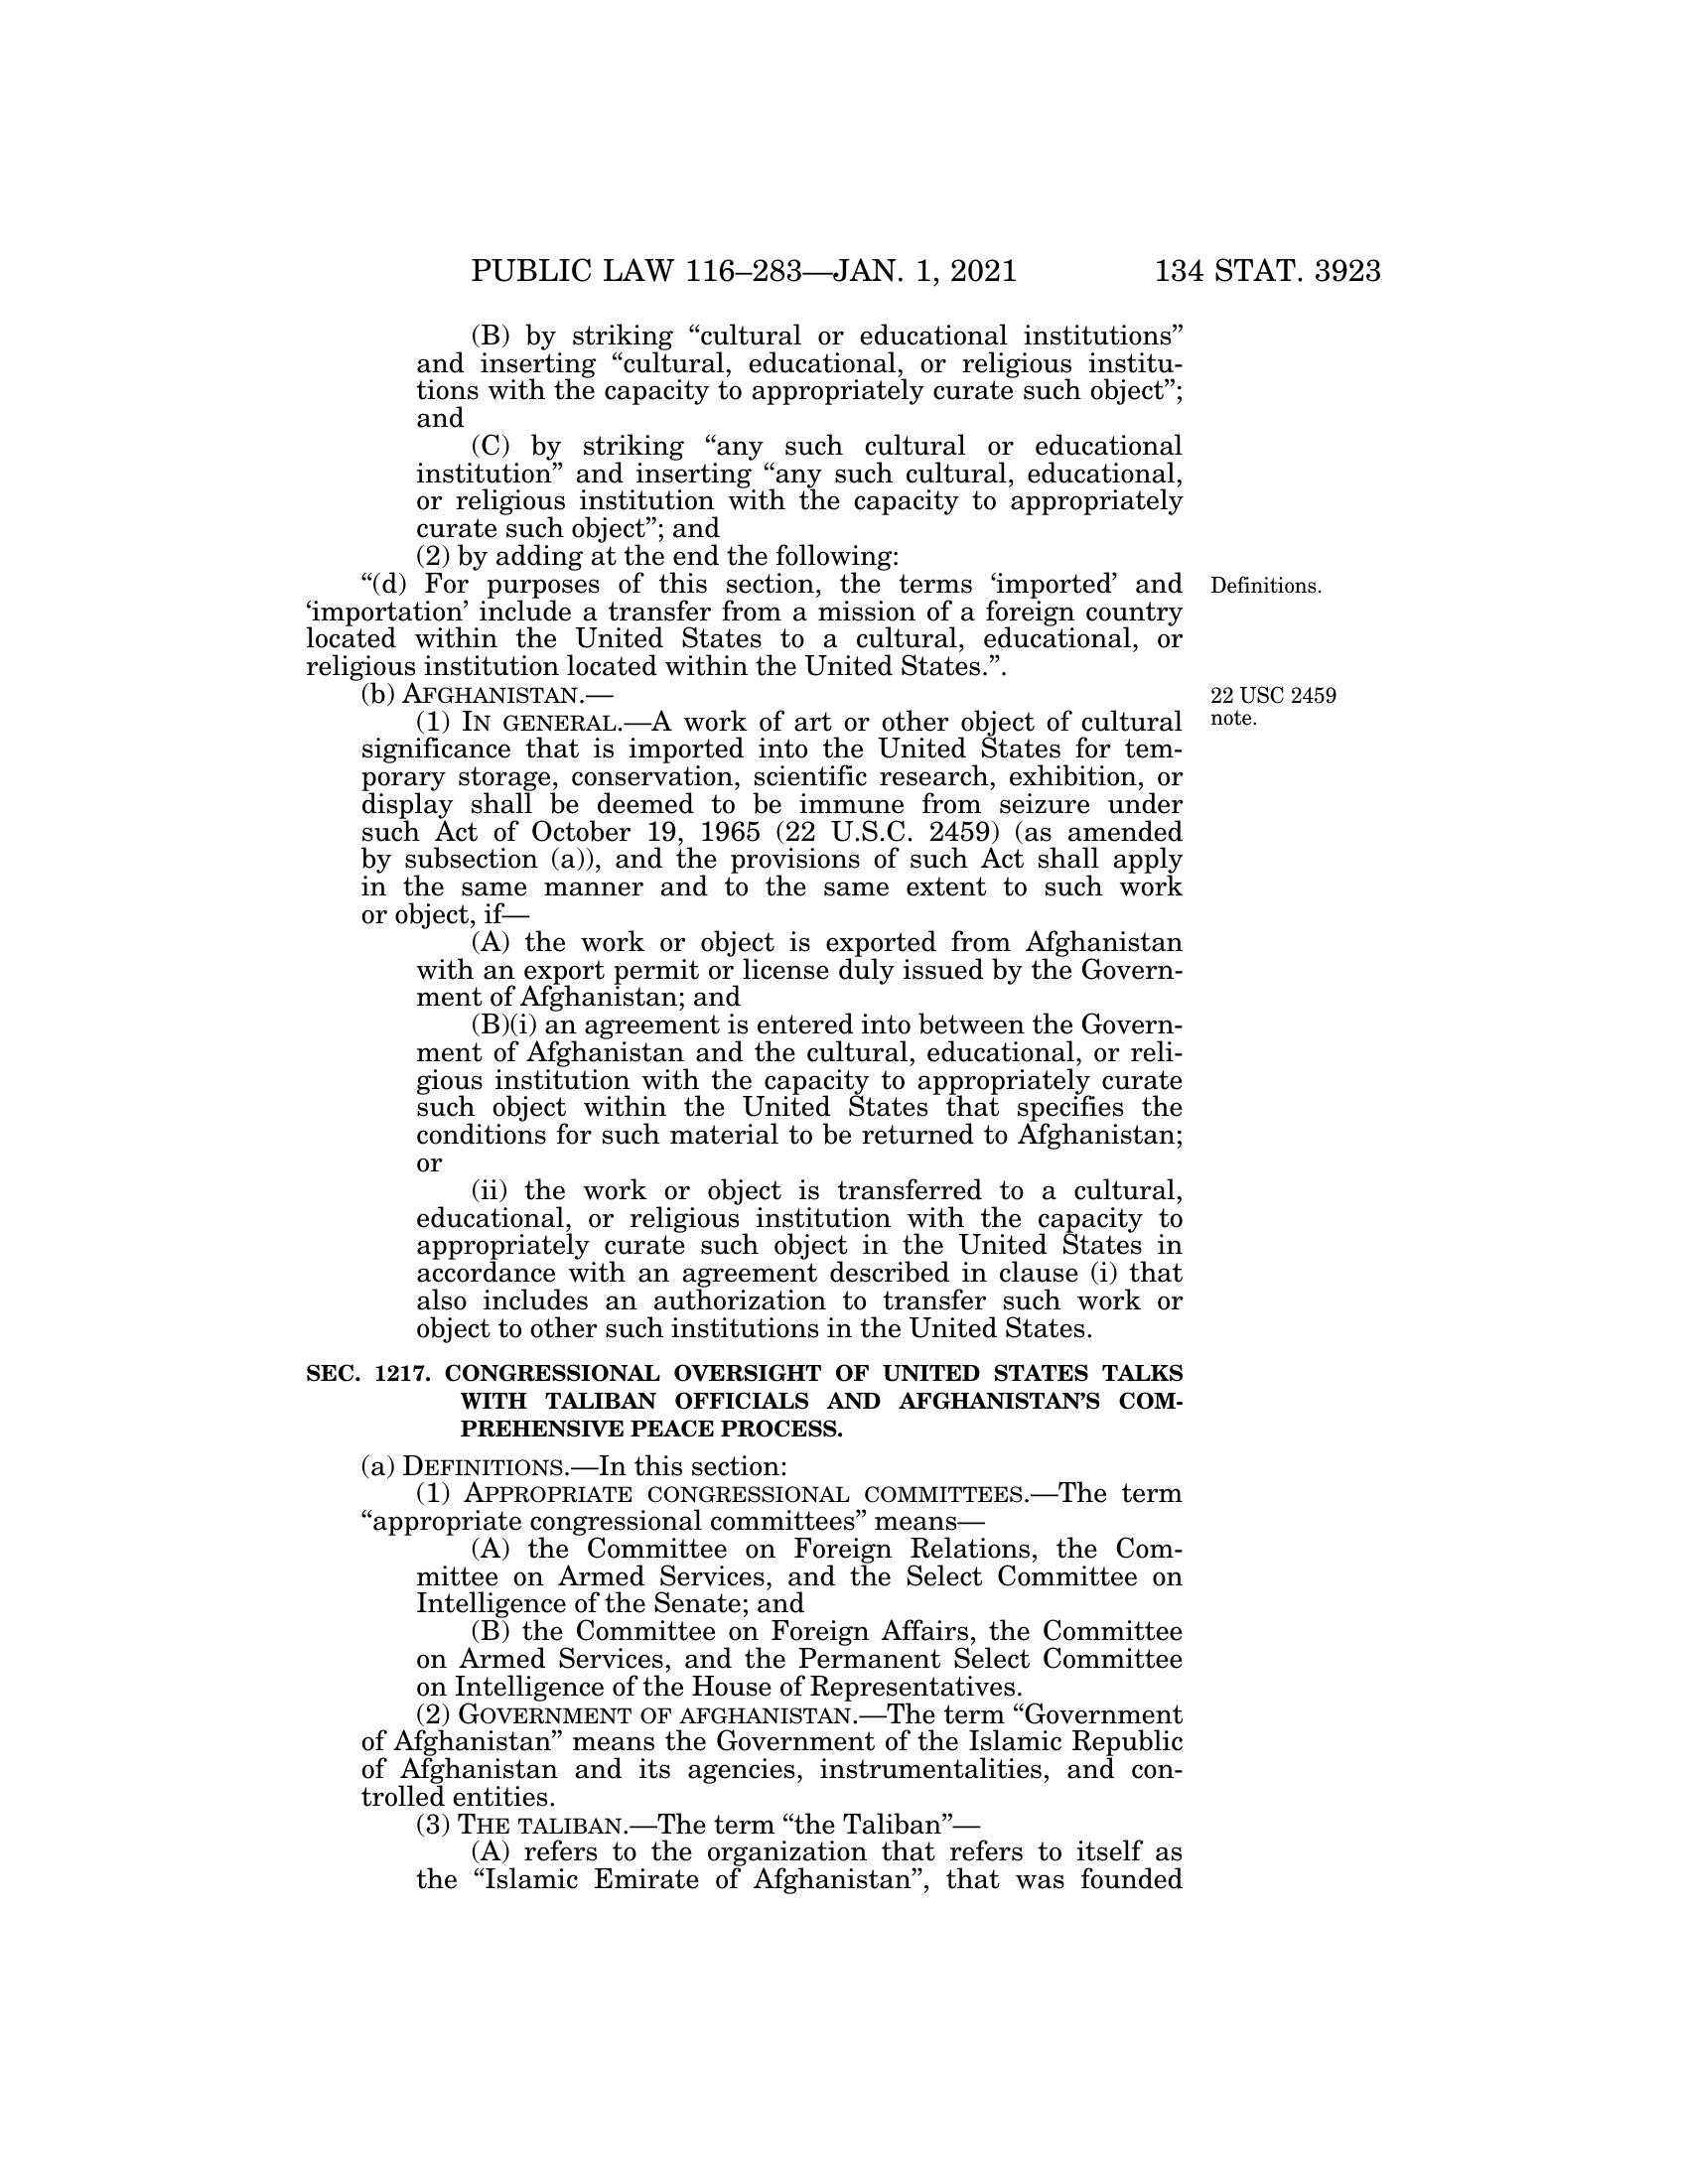 PUBLIC LAW 116–283—JAN. 1, 2021 134 STAT. 3923
(B) by striking “cultural or educational institutions”
and inserting “cultural, educational, or religious institu-
tions with the capacity to appropriately curate such object”;
and
(C) by striking “any such cultural or educational
institution” and inserting “any such cultural, educational,
or religious institution with the capacity to appropriately
curate such object”; and
(2) by adding at the end the following:
“(d) For purposes of this section, the terms ‘imported’ and
‘importation’ include a transfer from a mission of a foreign country
located within the United States to a cultural, educational, or
religious institution located within the United States.”.
Definitions.
(b) AFGHANISTAN.—
22 USC 2459
note.
(1) IN GENERAL.—A work of art or other object of cultural
significance that is imported into the United States for tem-
porary storage, conservation, scientific research, exhibition, or
display shall be deemed to be immune from seizure under
such Act of October 19, 1965 (22 U.S.C. 2459) (as amended
by subsection (a)), and the provisions of such Act shall apply
in the same manner and to the same extent to such work
or object, if—
(A) the work or object is exported from Afghanistan
with an export permit or license duly issued by the Govern-
ment of Afghanistan; and
(B)(i) an agreement is entered into between the Govern-
ment of Afghanistan and the cultural, educational, or reli-
gious institution with the capacity to appropriately curate
such object within the United States that specifies the
conditions for such material to be returned to Afghanistan;
or
(ii) the work or object is transferred to a cultural,
educational, or religious institution with the capacity to
appropriately curate such object in the United States in
accordance with an agreement described in clause (i) that
also includes an authorization to transfer such work or
object to other such institutions in the United States.
SEC. 1217. CONGRESSIONAL OVERSIGHT OF UNITED STATES TALKS
WITH TALIBAN OFFICIALS AND AFGHANISTAN’S COM-
PREHENSIVE PEACE PROCESS.
(a) DEFINITIONS.—In this section:
(1) APPROPRIATE CONGRESSIONAL COMMITTEES.—The term
“appropriate congressional committees” means—
(A) the Committee on Foreign Relations, the Com-
mittee on Armed Services, and the Select Committee on
Intelligence of the Senate; and
(B) the Committee on Foreign Affairs, the Committee
on Armed Services, and the Permanent Select Committee
on Intelligence of the House of Representatives.
(2) GOVERNMENT OF AFGHANISTAN.—The term “Government
of Afghanistan” means the Government of the Islamic Republic
of Afghanistan and its agencies, instrumentalities, and con-
trolled entities.
(3) THE TALIBAN.—The term “the Taliban”—
(A) refers to the organization that refers to itself as
the “Islamic Emirate of Afghanistan”, that was founded